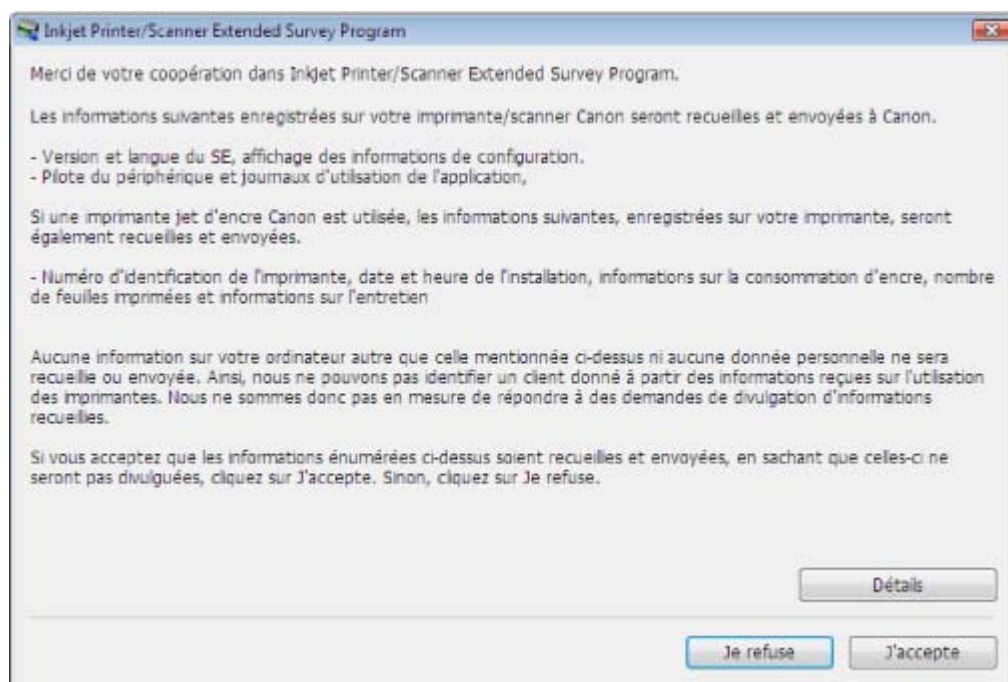 Inkjet Printer/Scanner Extended Survey Program
Merci de votre coopération dans Inkjet Printer/Scanner Extended Survey Program.
Les informations suivantes enregistrées sur votre imprimante/scanner Canon seront recueillies et envoyées à Canon.
- Version et langue du SE, affichage des informations de configuration.
- Pilote du périphérique et journaux d'utilisation de l'application,
Si une imprimante jet d'encre Canon est utilisée, les informations suivantes, enregistrées sur votre imprimante, seront
également recueillies et envoyées.
- Numéro d'identification de l'imprimante, date et heure de l'installation, informations sur la consommation d'encre, nombre
de feuilles imprimées et informations sur l'entretien
Aucune information sur votre ordinateur autre que celle mentionnée ci-dessus ni aucune donnée personnelle ne sera
recueillie ou envoyée. Ainsi, nous ne pouvons pas identifier un client donné à partir des informations reçues sur l'utilisation
des imprimantes. Nous ne sommes donc pas en mesure de répondre à des demandes de divulgation d'informations
recueillies.
Si vous acceptez que les informations énumérées ci-dessus soient recueillies et envoyées, en sachant que celles-ci ne
seront pas divulguées, cliquez sur J'accepte. Sinon, cliquez sur Je refuse.
Détails
Je refuse
J'accepte